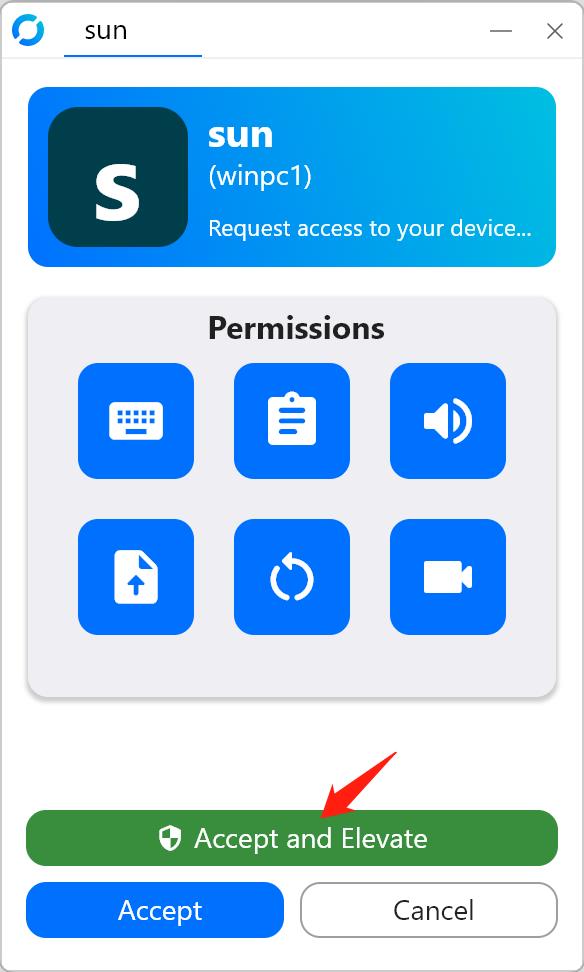 sun
s
sun
(winpc1)
Request access to your device...
Permissions
Accept and Elevate
Accept
Cancel